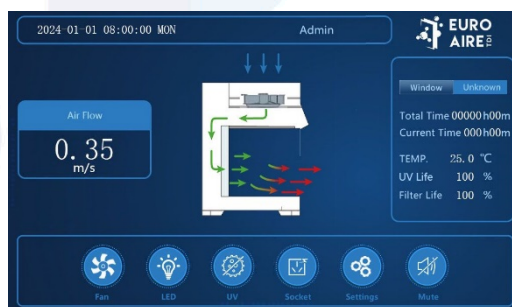 2024-01-01 08:00:00 MON
Admin
EURO
AIRE TDI
Window Unknown
Total Time 00000h00m
Current Time 000h00m
TEMP. 25.0 ℃
UV Life 100 %
Filter Life 100 %
Air Flow
0.35
m/s
Fan LED UV Socket Settings Mute